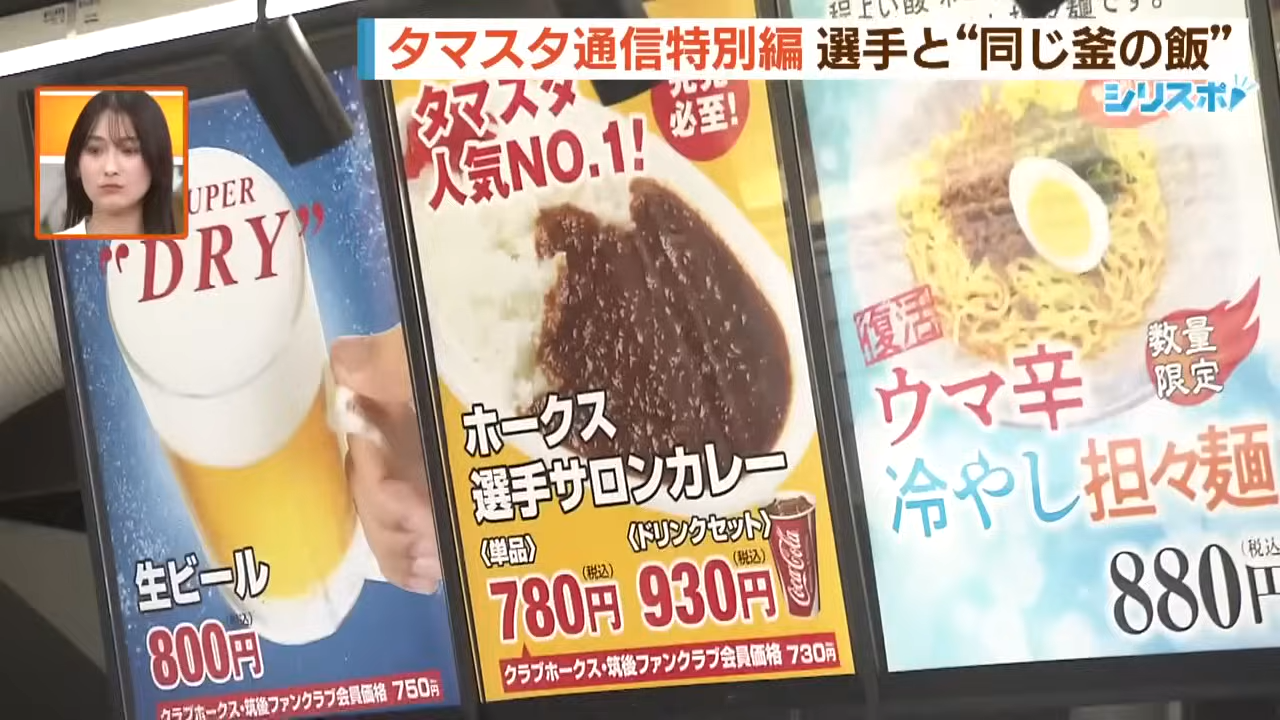 タマスタ通信特別編 選手と“同じ釜の飯”
シリスポ
SUPER
“DRY”
生ビール
800円
(税込)
クラブホークス・筑後ファンクラブ会員価格 750円
タマスタ
人気NO.1!
必至!
ホークス
選手サロンカレー
〈単品〉
〈ドリンクセット〉
780円
(税込)
930円
(税込)
Coca-Cola
クラブホークス・筑後ファンクラブ会員価格 730円
復活
数量
限定
ウマ辛
冷やし担々麺
880円
(税込)